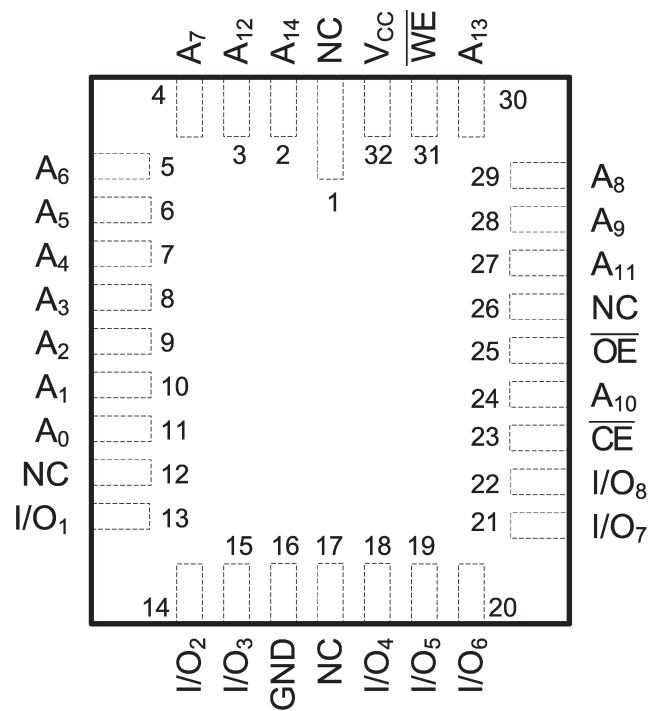 A7 A12 A14 NC VCC W̅E̅ A13
4 30
3 2 32 31
1
A6 5
A5 6
A4 7
A3 8
A2 9
A1 10
A0 11
NC 12
I/O1 13
29 A8
28 A9
27 A11
26 NC
25 O̅E̅
24 A10
23 C̅E̅
22 I/O8
21 I/O7
15 16 17 18 19
14 20
I/O2 I/O3 GND NC I/O4 I/O5 I/O6